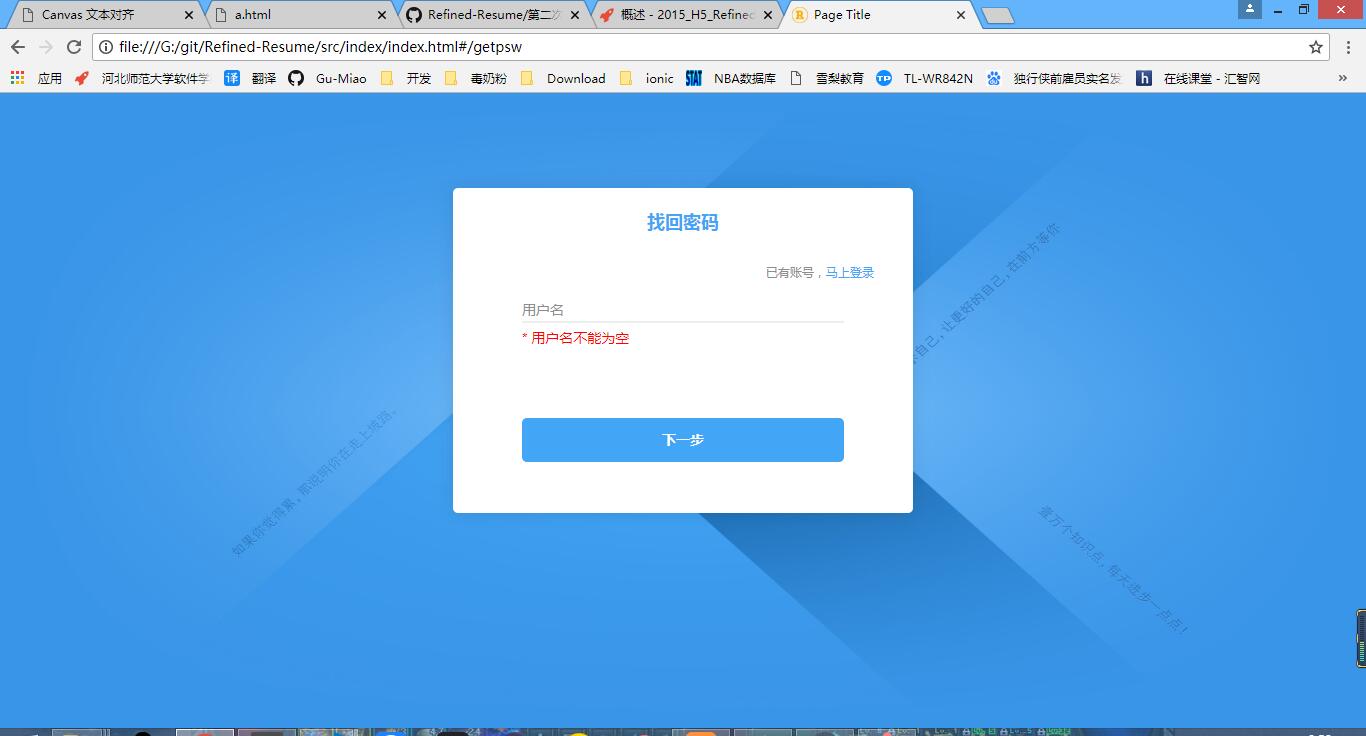 Canvas 文本对齐
a.html
Refined-Resume/第二次
概述 - 2015_H5_Refined
Page Title
file:///G:/git/Refined-Resume/src/index/index.html#/getpsw
应用
河北师范大学软件学
译 翻译
Gu-Miao
开发
毒奶粉
Download
ionic
STAT NBA数据库
雪梨教育
TP TL-WR842N
独行侠前雇员实名发
h 在线课堂 - 汇智网
找回密码
已有账号，马上登录
用户名
* 用户名不能为空
下一步
自己，让更好的自己，在前方等你
如果你觉得累，那说明你在走上坡路。
壹万个知识点，每天进步一点点！